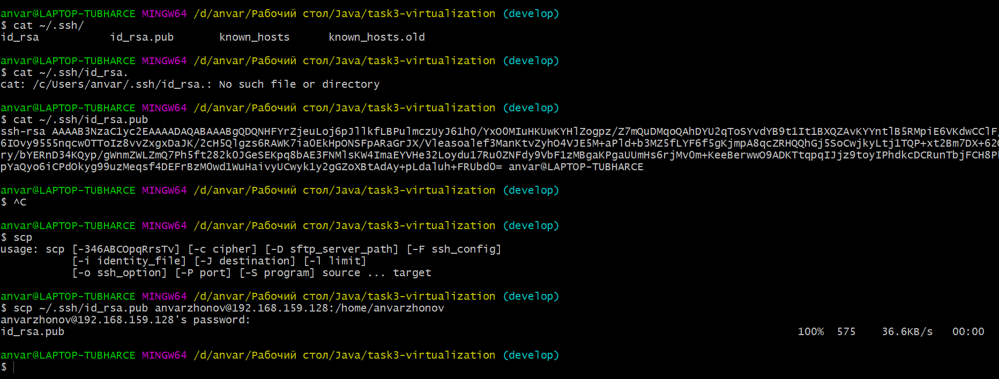 anvar@LAPTOP-TUBHARCE MINGW64 /d/anvar/Рабочий стол/Java/task3-virtualization (develop)
$ cat ~/.ssh/
id_rsa           id_rsa.pub       known_hosts      known_hosts.old
anvar@LAPTOP-TUBHARCE MINGW64 /d/anvar/Рабочий стол/Java/task3-virtualization (develop)
$ cat ~/.ssh/id_rsa.
cat: /c/Users/anvar/.ssh/id_rsa.: No such file or directory
anvar@LAPTOP-TUBHARCE MINGW64 /d/anvar/Рабочий стол/Java/task3-virtualization (develop)
$ cat ~/.ssh/id_rsa.pub
ssh-rsa AAAAB3NzaC1yc2EAAAADAQABAAABgQDQNHFYrZjeuLoj6pJllkfLBPulmczUyJ61h0/YxO0MIuHKUwKYHlZogpz/Z7mQuDMqoQAhDYU2qToSYvdYB9t1It1BXQZAvKYYntlB5RMpiE6VKdwCClF/
6IOvy9555nqcw0TToIz8vvZxgxDaJK/2cH5Qlgzs6RAWK7ia0EkHpONSFpARaGrJX/Vleasoalef3ManKtvZyhO4VJE5M+aPld+b3MZ5fLYF6f5gKjmpA8qcZRHQQhGj5SoCwjkyLtj1TQP+xt2Bm7DX+62
ry/bYERnD34KQyp/gWnmZWLZmQ7Ph5ft282k0JGeSEKpq8bAE3FNMlsKW4ImaEYVHe32Loydu17Ru0ZNFdy9VbF1zMBgaKPgaUUmHs6rjMv0m+KeeBerwwO9ADKTtqpqIJjz9toyIPhdkcDCRunTbjFCH8P
pYaQyo6iCPdOkyg99uzMeqsf4DEFrBzM0wd1WuHaivyUCwyk1y2gGZoXBtAdAy+pLdaluh+FRUbd0= anvar@LAPTOP-TUBHARCE
anvar@LAPTOP-TUBHARCE MINGW64 /d/anvar/Рабочий стол/Java/task3-virtualization (develop)
$ ^C
anvar@LAPTOP-TUBHARCE MINGW64 /d/anvar/Рабочий стол/Java/task3-virtualization (develop)
$ scp
usage: scp [-346ABCOpqRrsTv] [-c cipher] [-D sftp_server_path] [-F ssh_config]
           [-i identity_file] [-J destination] [-l limit]
           [-o ssh_option] [-P port] [-S program] source ... target
anvar@LAPTOP-TUBHARCE MINGW64 /d/anvar/Рабочий стол/Java/task3-virtualization (develop)
$ scp ~/.ssh/id_rsa.pub anvarzhonov@192.168.159.128:/home/anvarzhonov
anvarzhonov@192.168.159.128's password:
id_rsa.pub 100% 575 36.6KB/s 00:00
anvar@LAPTOP-TUBHARCE MINGW64 /d/anvar/Рабочий стол/Java/task3-virtualization (develop)
$